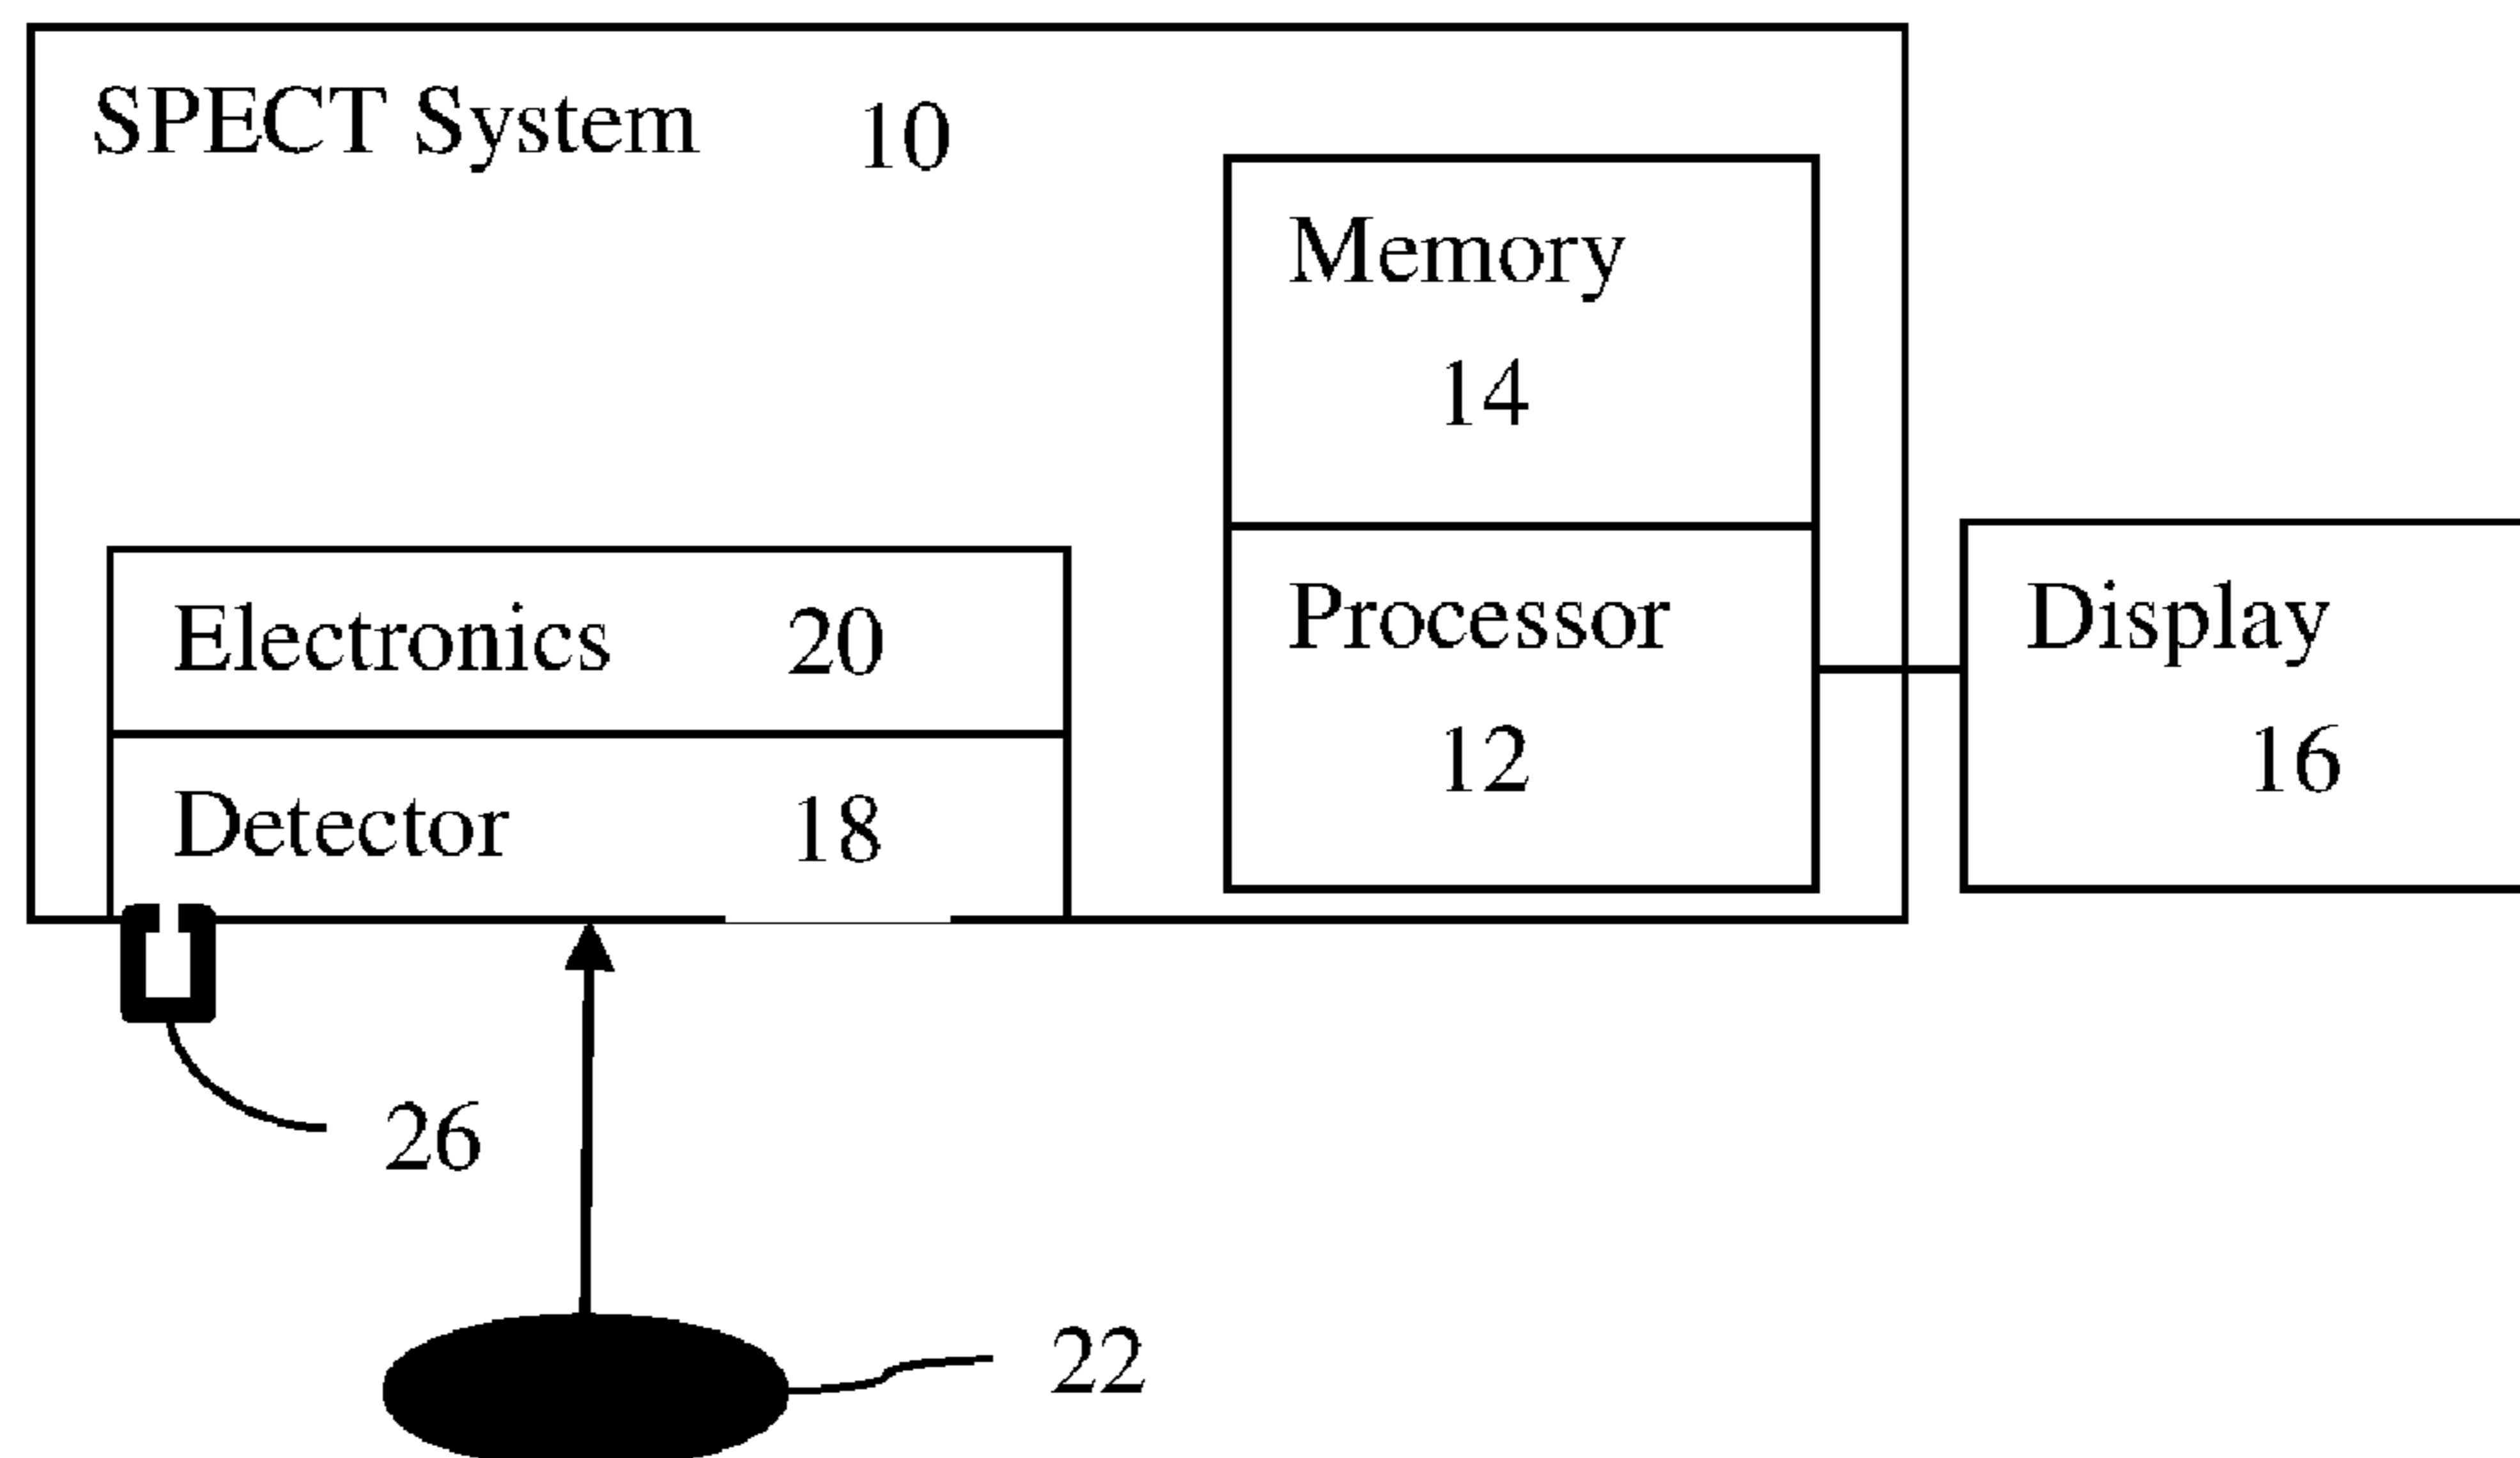 SPECT System 10
Memory
14
Electronics 20
Detector 18
Processor
12
Display
16
26
22